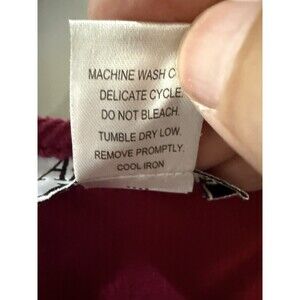 MACHINE WASH C
DELICATE CYCLE.
DO NOT BLEACH.
TUMBLE DRY LOW.
REMOVE PROMPTLY.
COOL IRON